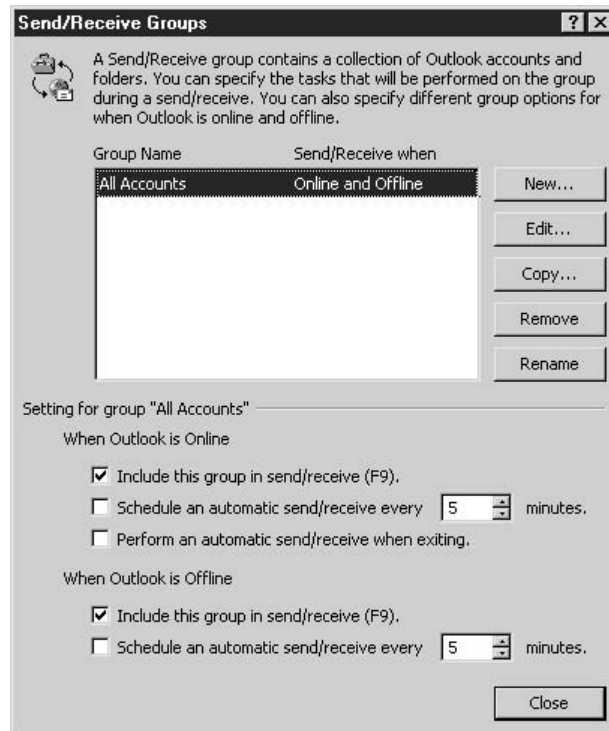 Send/Receive Groups
A Send/Receive group contains a collection of Outlook accounts and
folders. You can specify the tasks that will be performed on the group
during a send/receive. You can also specify different group options for
when Outlook is online and offline.
Group Name Send/Receive when
All Accounts Online and Offline
New...
Edit...
Copy...
Remove
Rename
Setting for group "All Accounts"
When Outlook is Online
Include this group in send/receive (F9).
Schedule an automatic send/receive every 5 minutes.
Perform an automatic send/receive when exiting.
When Outlook is Offline
Include this group in send/receive (F9).
Schedule an automatic send/receive every 5 minutes.
Close